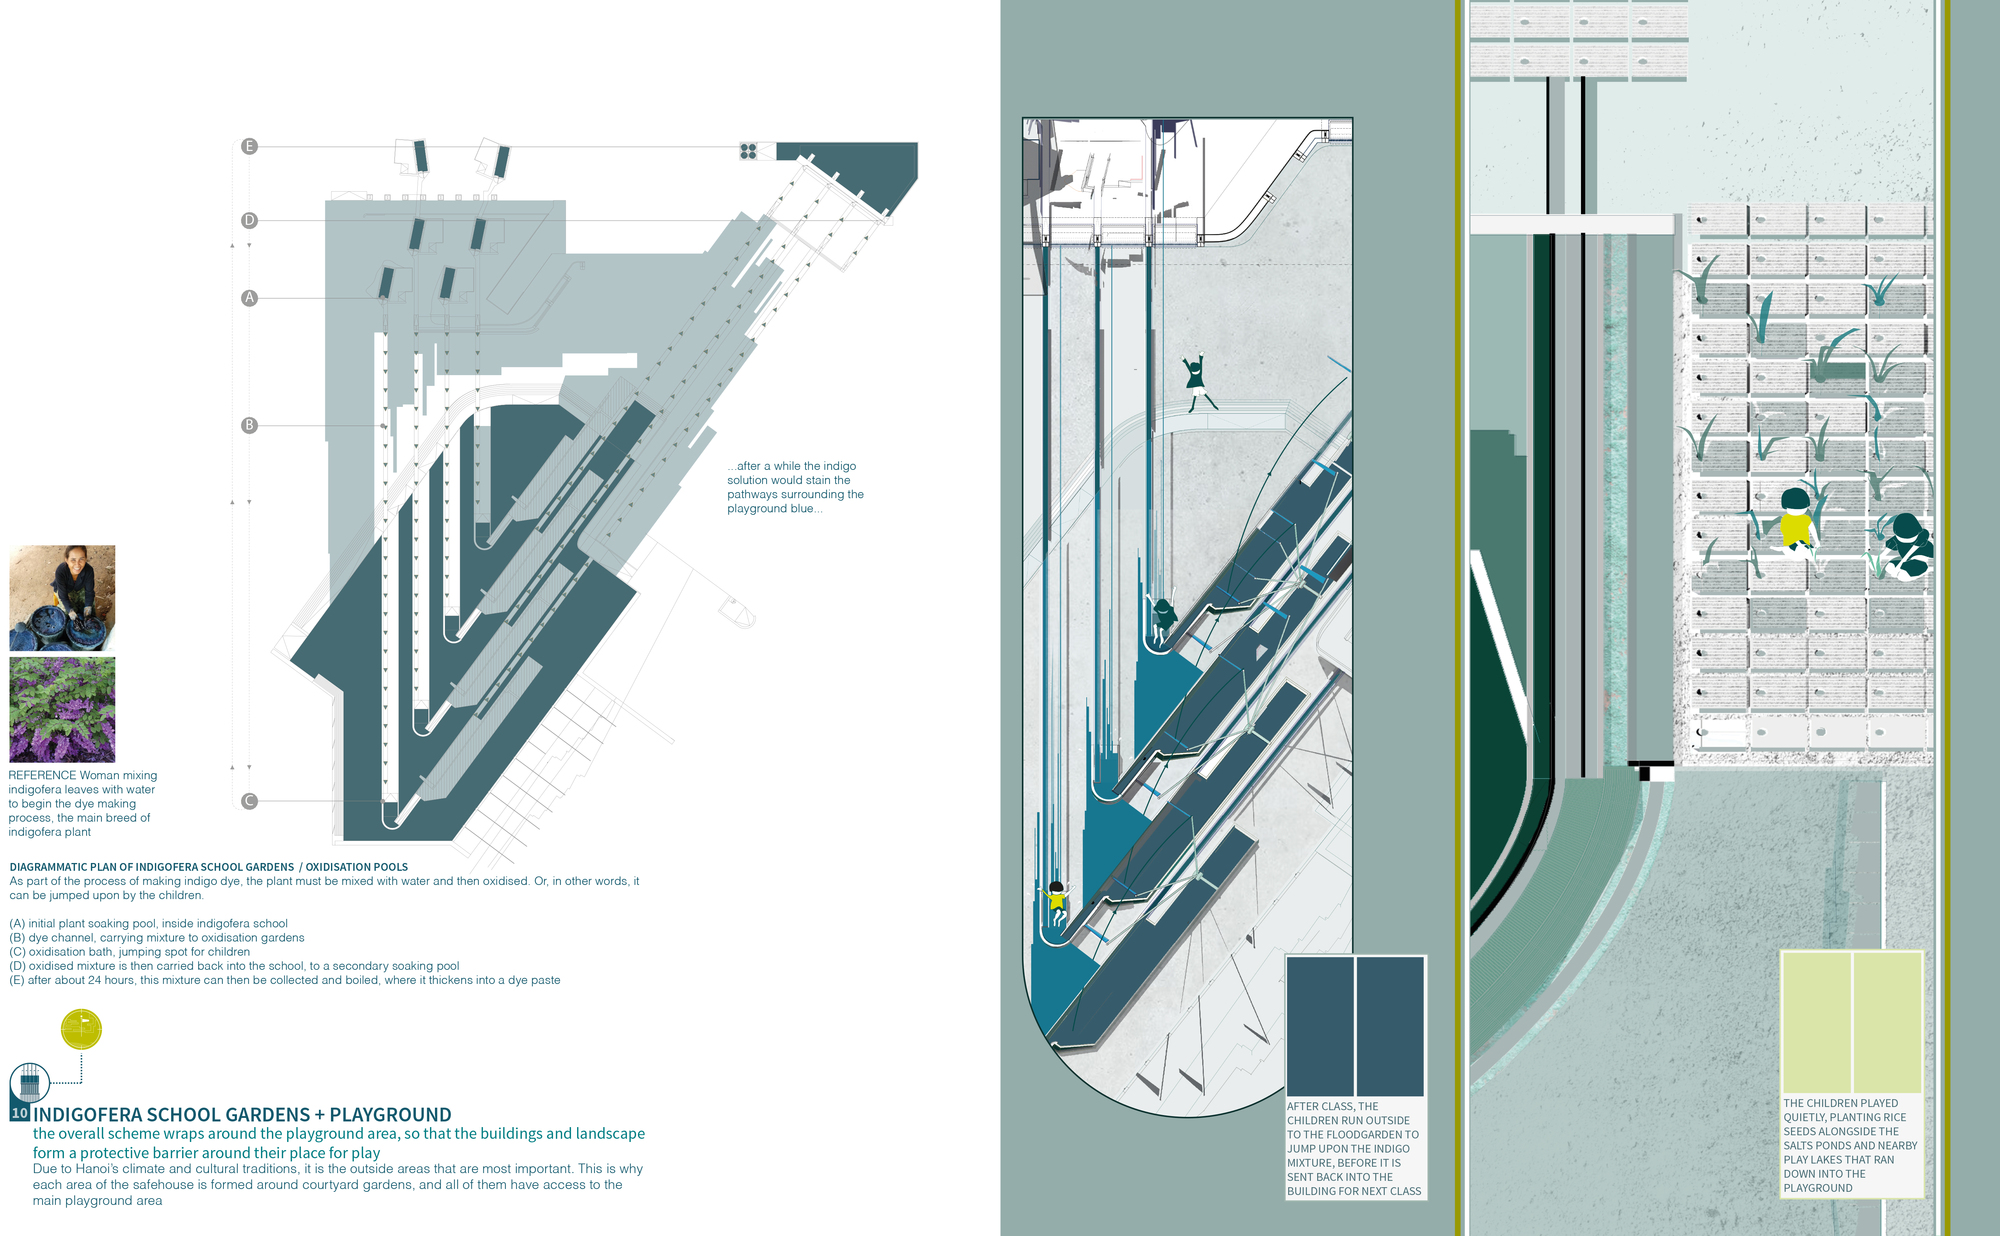 E
D
A
B
C
...after a while the indigo
solution would stain the
pathways surrounding the
playground blue...
REFERENCE Woman mixing
indigofera leaves with water
to begin the dye making
process, the main breed of
indigofera plant
DIAGRAMMATIC PLAN OF INDIGOFERA SCHOOL GARDENS / OXIDISATION POOLS
As part of the process of making indigo dye, the plant must be mixed with water and then oxidised. Or, in other words, it
can be jumped upon by the children.
(A) initial plant soaking pool, inside indigofera school
(B) dye channel, carrying mixture to oxidisation gardens
(C) oxidisation bath, jumping spot for children
(D) oxidised mixture is then carried back into the school, to a secondary soaking pool
(E) after about 24 hours, this mixture can then be collected and boiled, where it thickens into a dye paste
10 INDIGOFERA SCHOOL GARDENS + PLAYGROUND
the overall scheme wraps around the playground area, so that the buildings and landscape
form a protective barrier around their place for play
Due to Hanoi's climate and cultural traditions, it is the outside areas that are most important. This is why
each area of the safehouse is formed around courtyard gardens, and all of them have access to the
main playground area
AFTER CLASS, THE
CHILDREN RUN OUTSIDE
TO THE FLOODGARDEN TO
JUMP UPON THE INDIGO
MIXTURE, BEFORE IT IS
SENT BACK INTO THE
BUILDING FOR NEXT CLASS
THE CHILDREN PLAYED
QUIETLY, PLANTING RICE
SEEDS ALONGSIDE THE
SALTS PONDS AND NEARBY
PLAY LAKES THAT RAN
DOWN INTO THE
PLAYGROUND